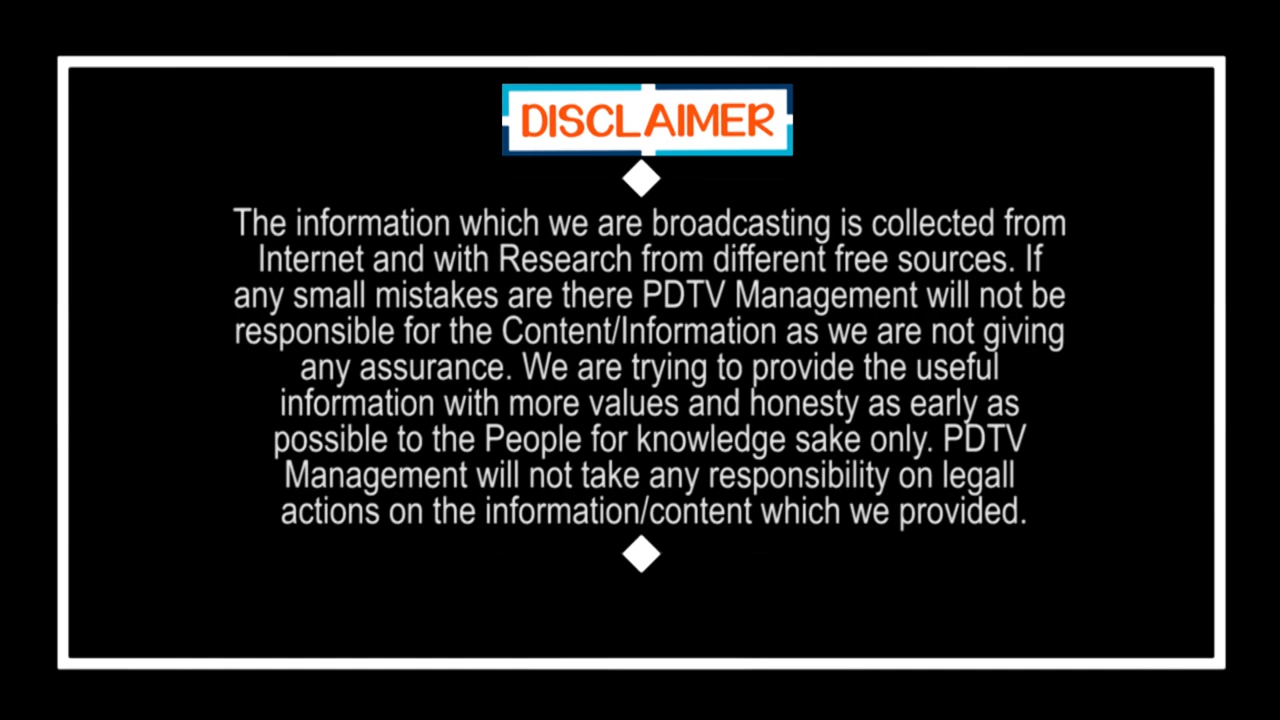 DISCLAIMER
The information which we are broadcasting is collected from
Internet and with Research from different free sources. If
any small mistakes are there PDTV Management will not be
responsible for the Content/Information as we are not giving
any assurance. We are trying to provide the useful
information with more values and honesty as early as
possible to the People for knowledge sake only. PDTV
Management will not take any responsibility on legall
actions on the information/content which we provided.